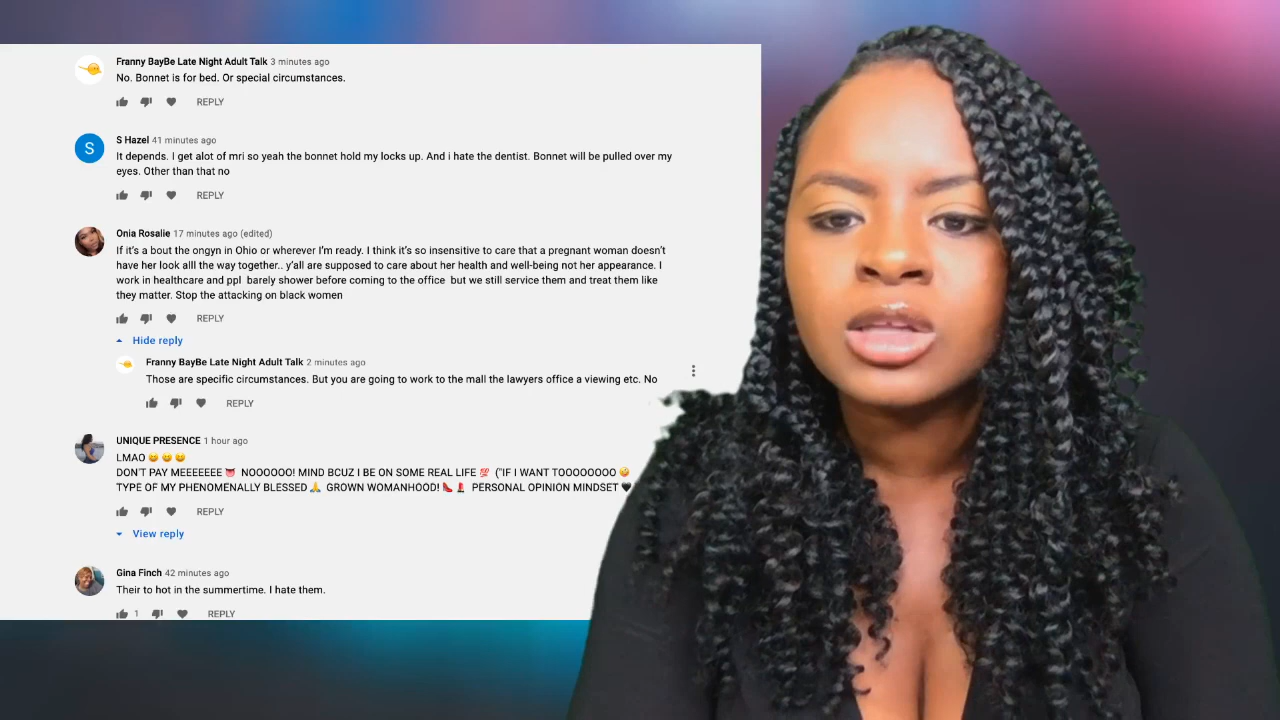 Franny BayBe Late Night Adult Talk 3 minutes ago
No. Bonnet is for bed. Or special circumstances.
REPLY
S
S Hazel 41 minutes ago
It depends. I get alot of mri so yeah the bonnet hold my locks up. And i hate the dentist. Bonnet will be pulled over my
eyes. Other than that no
REPLY
Onia Rosalie 17 minutes ago (edited)
If it's a bout the ongyn in Ohio or wherever I'm ready. I think it's so insensitive to care that a pregnant woman doesn't
have her look alll the way together.. y'all are supposed to care about her health and well-being not her appearance. I
work in healthcare and ppl barely shower before coming to the office but we still service them and treat them like
they matter. Stop the attacking on black women
REPLY
Hide reply
Franny BayBe Late Night Adult Talk 2 minutes ago
Those are specific circumstances. But you are going to work to the mall the lawyers office a viewing etc. No
REPLY
UNIQUE PRESENCE 1 hour ago
LMAO 😆 😆 😆
DON'T PAY MEEEEEEE 👅 NOOOOOO! MIND BCUZ I BE ON SOME REAL LIFE 💯 ("IF I WANT TOOOOOOOO 🤪
TYPE OF MY PHENOMENALLY BLESSED 🙏 GROWN WOMANHOOD! 👠 💄 PERSONAL OPINION MINDSET 🖤
REPLY
View reply
Gina Finch 42 minutes ago
Their to hot in the summertime. I hate them.
1 REPLY